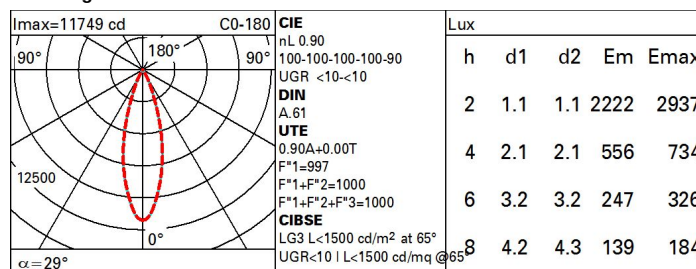 Imax=11749 cd C0-180
90° 180° 90°
12500
0°
α=29°
CIE
nL 0.90
100-100-100-100-90
UGR <10-<10
DIN
A.61
UTE
0.90A+0.00T
F"1=997
F"1+F"2=1000
F"1+F"2+F"3=1000
CIBSE
LG3 L<1500 cd/m² at 65°
UGR<10 | L<1500 cd/mq @65°
Lux
h d1 d2 Em Emax
2 1.1 1.1 2222 2937
4 2.1 2.1 556 734
6 3.2 3.2 247 326
8 4.2 4.3 139 184